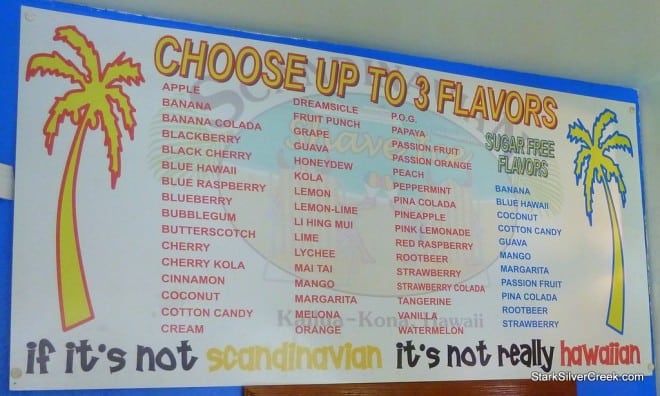 CHOOSE UP TO 3 FLAVORS
APPLE
BANANA
BANANA COLADA
BLACKBERRY
BLACK CHERRY
BLUE HAWAII
BLUE RASPBERRY
BLUEBERRY
BUBBLEGUM
BUTTERSCOTCH
CHERRY
CHERRY KOLA
CINNAMON
COCONUT
COTTON CANDY
CREAM
DREAMSICLE
FRUIT PUNCH
GRAPE
GUAVA
HONEYDEW
KOLA
LEMON
LEMON-LIME
LI HING MUI
LIME
LYCHEE
MAI TAI
MANGO
MARGARITA
MELONA
ORANGE
P.O.G.
PAPAYA
PASSION FRUIT
PASSION ORANGE
PEACH
PEPPERMINT
PINA COLADA
PINEAPPLE
PINK LEMONADE
RED RASPBERRY
ROOTBEER
STRAWBERRY
STRAWBERRY COLADA
TANGERINE
VANILLA
WATERMELON
SUGAR FREE
FLAVORS
BANANA
BLUE HAWAII
COCONUT
COTTON CANDY
GUAVA
MANGO
MARGARITA
PASSION FRUIT
PINA COLADA
ROOTBEER
STRAWBERRY
Kailua-Kona, Hawaii
if it's not scandinavian it's not really hawaiian
StarkSilverCreek.com